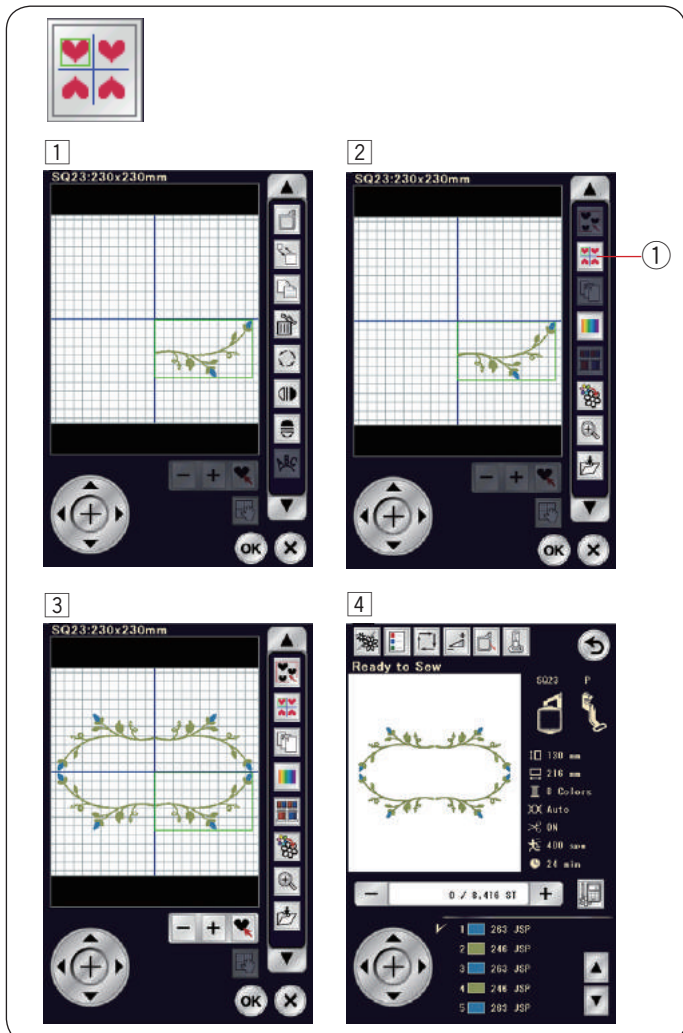 1
SQ23:230x230mm
OK
2
SQ23:230x230mm
①
OK
3
SQ23:230x230mm
OK
4
Ready to Sew
SQ23 P
130 mm
216 mm
8 Colors
Auto
ON
400 spm
24 min
0 / 8,416 ST
1 263 JSP
2 246 JSP
3 263 JSP
4 246 JSP
5 263 JSP